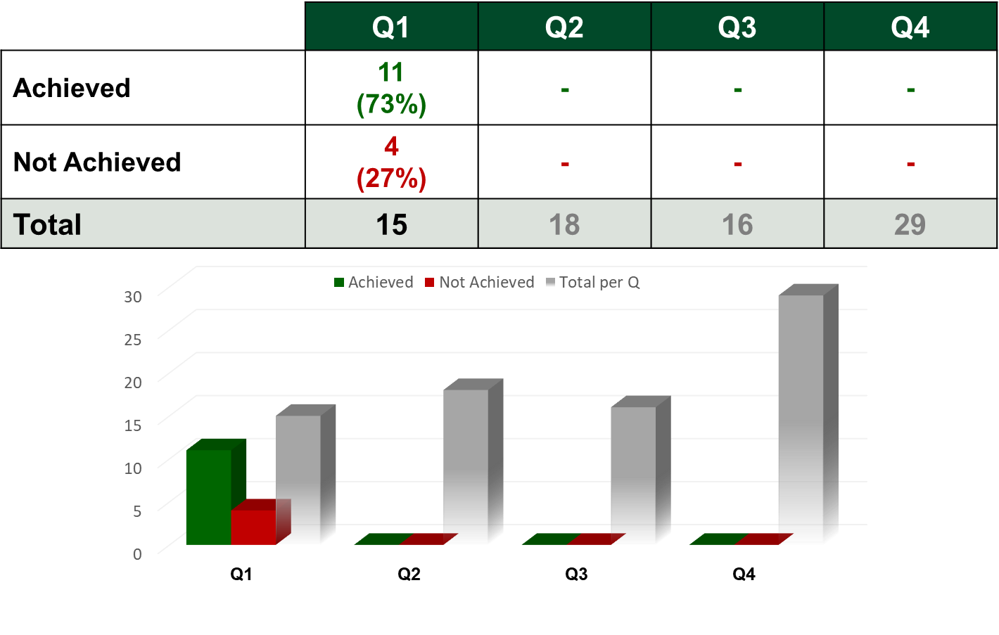 Q1 Q2 Q3 Q4
Achieved 11 (73%) - - -
Not Achieved 4 (27%) - - -
Total 15 18 16 29
Achieved Not Achieved Total per Q
30
25
20
15
10
5
0
Q1 Q2 Q3 Q4